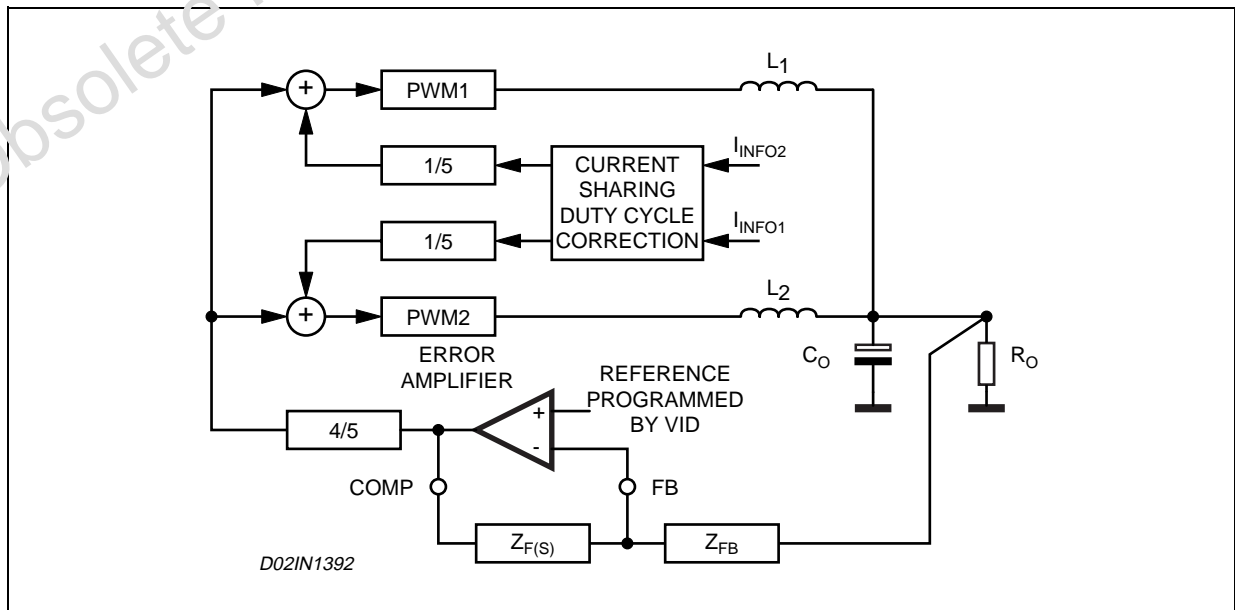 obsolete
L1
+
PWM1
1/5
CURRENT
SHARING
DUTY CYCLE
CORRECTION
IINFO2
1/5
IINFO1
L2
+
PWM2
ERROR
AMPLIFIER
REFERENCE
PROGRAMMED
BY VID
CO
RO
4/5
+
-
COMP
FB
ZF(S)
ZFB
D02IN1392